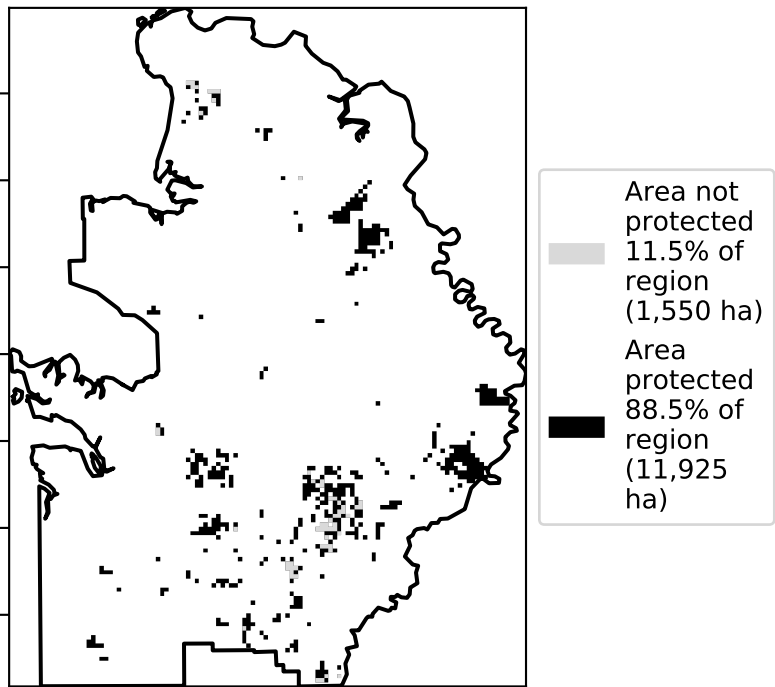 Area not
protected
11.5% of
region
(1,550 ha)
Area
protected
88.5% of
region
(11,925
ha)